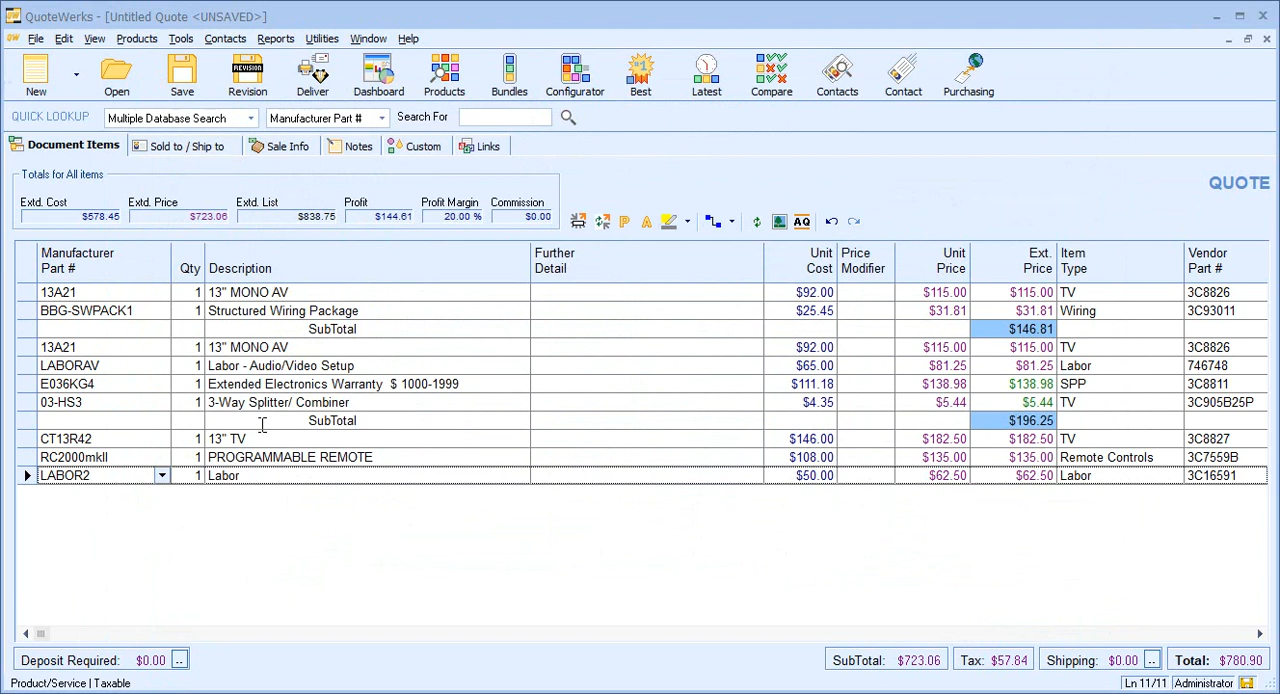 QuoteWerks - [Untitled Quote <UNSAVED>]
File Edit View Products Tools Contacts Reports Utilities Window Help
New Open Save Revision Deliver Dashboard Products Bundles Configurator Best Latest Compare Contacts Contact Purchasing
QUICK LOOKUP Multiple Database Search Manufacturer Part # Search For
Document Items Sold to / Ship to Sale Info Notes Custom Links
Totals for All items
QUOTE
Extd. Cost Extd. Price Extd. List Profit Profit Margin Commission
$578.45 $723.06 $838.75 $144.61 20.00 % $0.00
Manufacturer Part # Qty Description Further Detail Unit Cost Price Modifier Unit Price Ext. Price Item Type Vendor Part #
13A21 1 13" MONO AV $92.00 $115.00 $115.00 TV 3C8826
BBG-SWPACK1 1 Structured Wiring Package $25.45 $31.81 $31.81 Wiring 3C93011
SubTotal $146.81
13A21 1 13" MONO AV $92.00 $115.00 $115.00 TV 3C8826
LABORAV 1 Labor - Audio/Video Setup $65.00 $81.25 $81.25 Labor 746748
E036KG4 1 Extended Electronics Warranty $ 1000-1999 $111.18 $138.98 $138.98 SPP 3C8811
03-HS3 1 3-Way Splitter/ Combiner $4.35 $5.44 $5.44 TV 3C905B25P
SubTotal $196.25
CT13R42 1 13" TV $146.00 $182.50 $182.50 TV 3C8827
RC2000mkII 1 PROGRAMMABLE REMOTE $108.00 $135.00 $135.00 Remote Controls 3C7559B
LABOR2 1 Labor $50.00 $62.50 $62.50 Labor 3C16591
Deposit Required: $0.00 .. SubTotal: $723.06 Tax: $57.84 Shipping: $0.00 .. Total: $780.90
Product/Service | Taxable Ln 11/11 Administrator